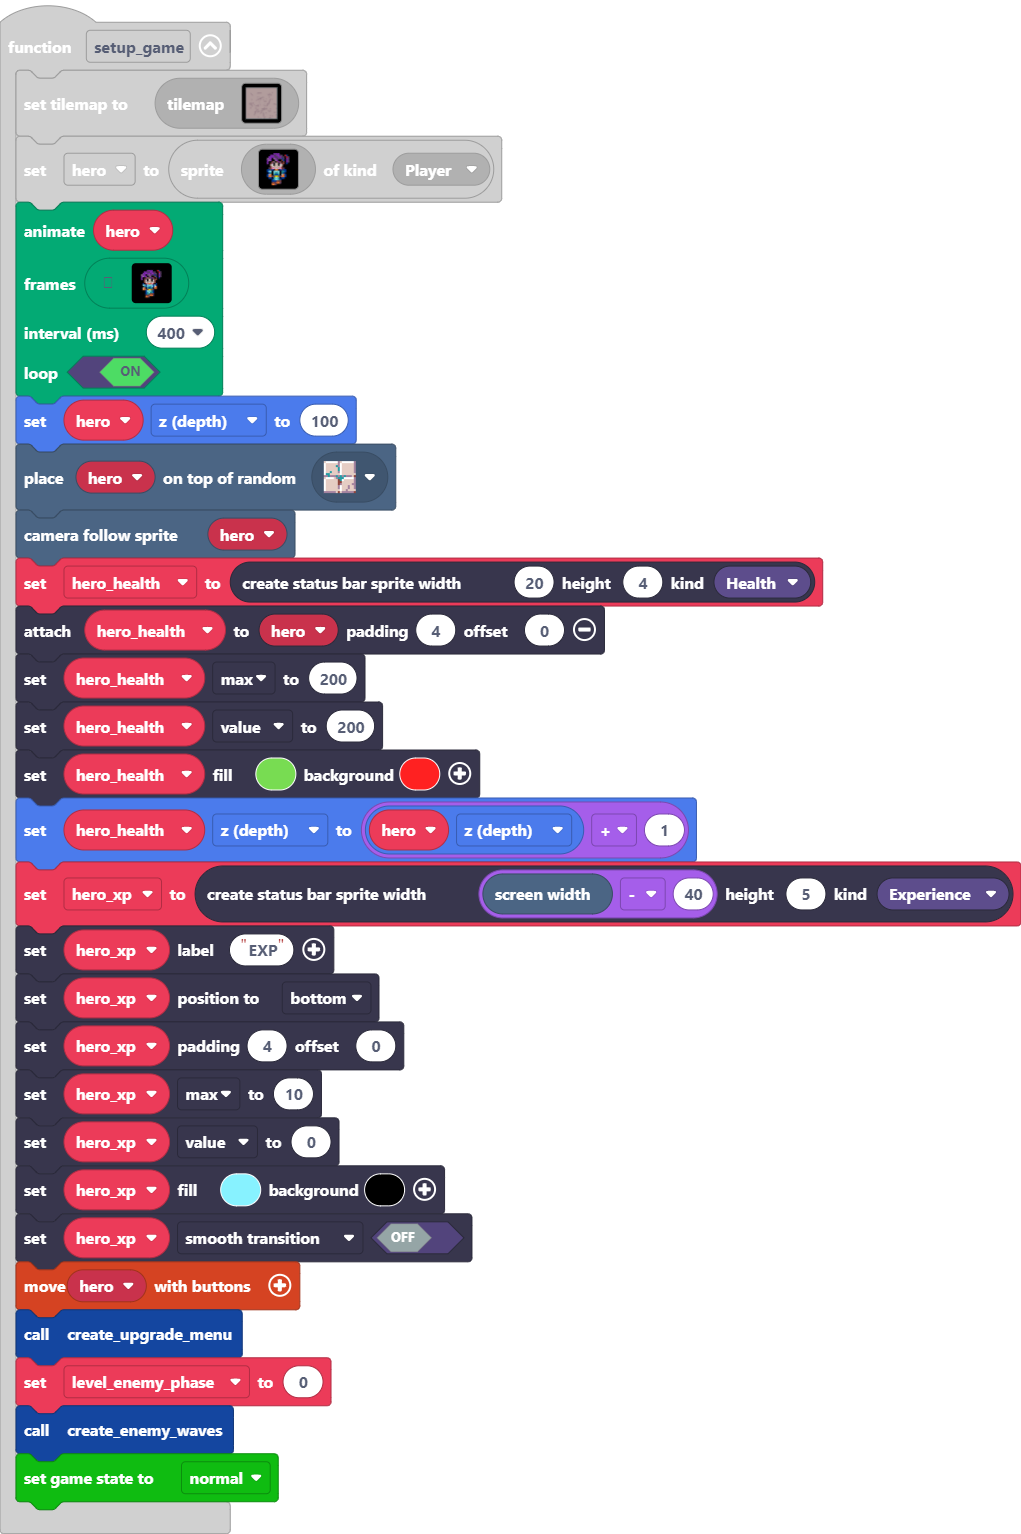 function setup_game
set tilemap to tilemap
set hero to sprite of kind Player
animate hero
frames
interval (ms) 400
loop ON
set hero z (depth) to 100
place hero on top of random
camera follow sprite hero
set hero_health to create status bar sprite width 20 height 4 kind Health
attach hero_health to hero padding 4 offset 0
set hero_health max to 200
set hero_health value to 200
set hero_health fill background
set hero_health z (depth) to hero z (depth) + 1
set hero_xp to create status bar sprite width screen width - 40 height 5 kind Experience
set hero_xp label "EXP"
set hero_xp position to bottom
set hero_xp padding 4 offset 0
set hero_xp max to 10
set hero_xp value to 0
set hero_xp fill background
set hero_xp smooth transition OFF
move hero with buttons
call create_upgrade_menu
set level_enemy_phase to 0
call create_enemy_waves
set game state to normal